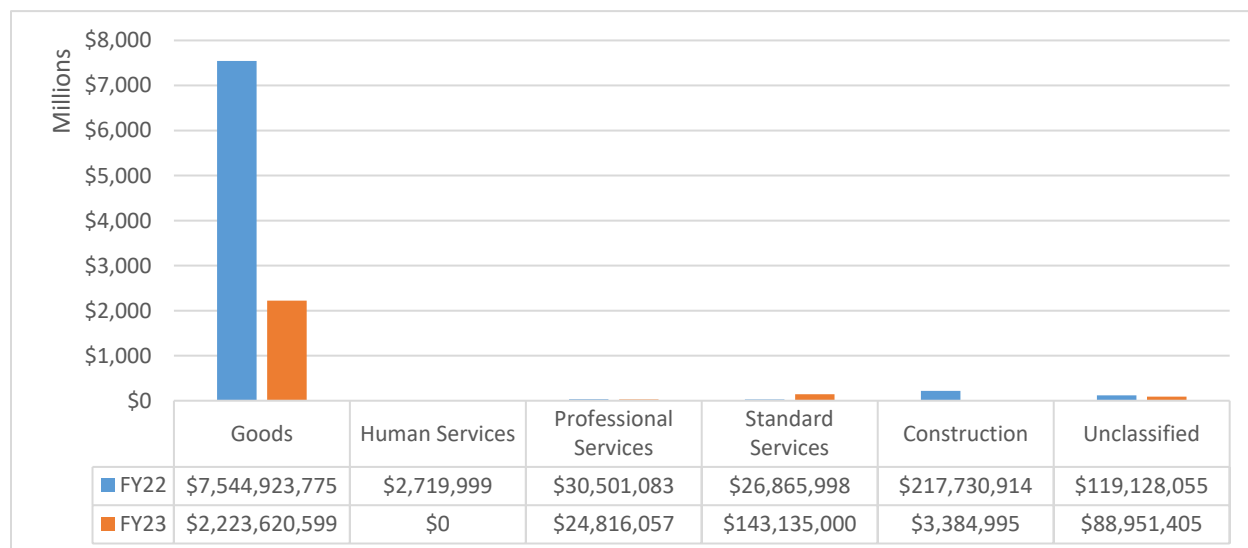 Millions
$8,000
$7,000
$6,000
$5,000
$4,000
$3,000
$2,000
$1,000
$0
Goods Human Services Professional Services Standard Services Construction Unclassified
FY22 $7,544,923,775 $2,719,999 $30,501,083 $26,865,998 $217,730,914 $119,128,055
FY23 $2,223,620,599 $0 $24,816,057 $143,135,000 $3,384,995 $88,951,405